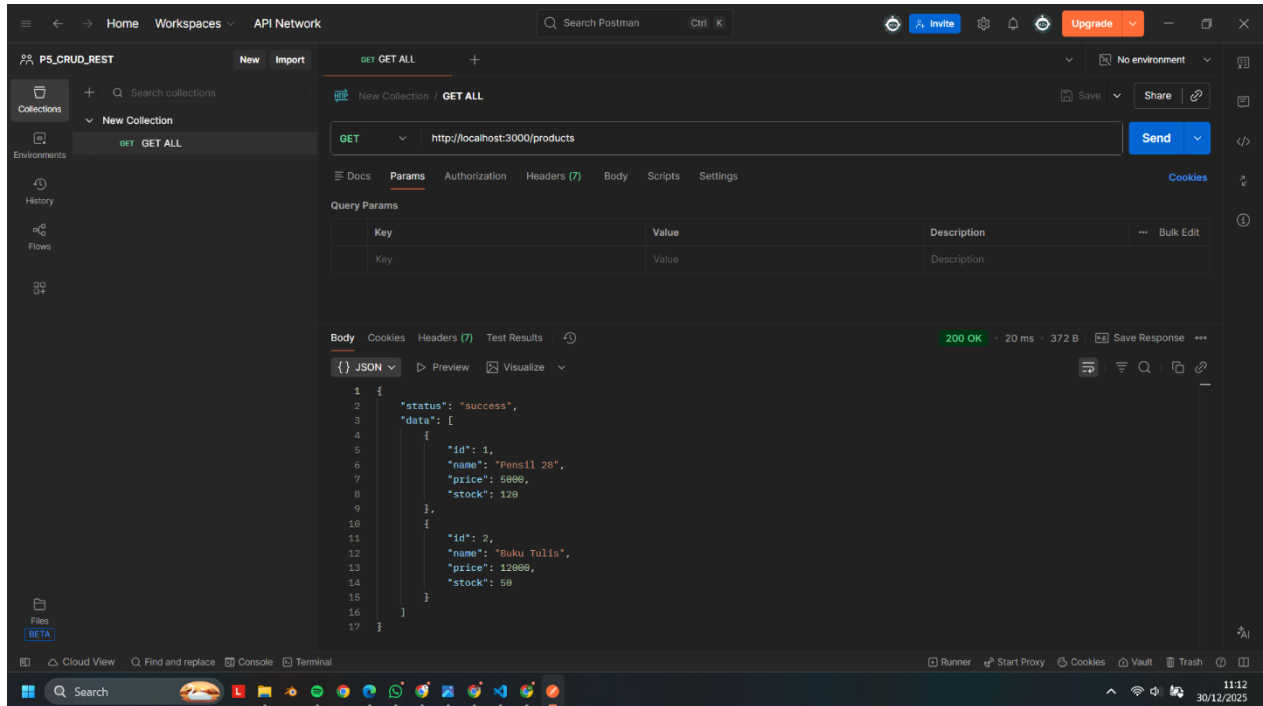 Home Workspaces API Network Search Postman Ctrl K Invite Upgrade
P5_CRUD_REST New Import GET GET ALL No environment
Collections Search collections HTTP New Collection / GET ALL Save Share
New Collection
GET GET ALL GET http://localhost:3000/products Send
Environments
Docs Params Authorization Headers (7) Body Scripts Settings Cookies
History
Query Params
Flows Key Value Description Bulk Edit
Key Value Description
Body Cookies Headers (7) Test Results 200 OK 20 ms 372 B Save Response
{} JSON Preview Visualize
1 {
2 "status": "success",
3 "data": [
4 {
5 "id": 1,
6 "name": "Pensil 2B",
7 "price": 5000,
8 "stock": 120
9 },
10 {
11 "id": 2,
12 "name": "Buku Tulis",
13 "price": 12000,
14 "stock": 50
15 }
16 ]
17 }
Files
BETA
AI
Cloud View Find and replace Console Terminal Runner Start Proxy Cookies Vault Trash
Search
11:12
30/12/2025